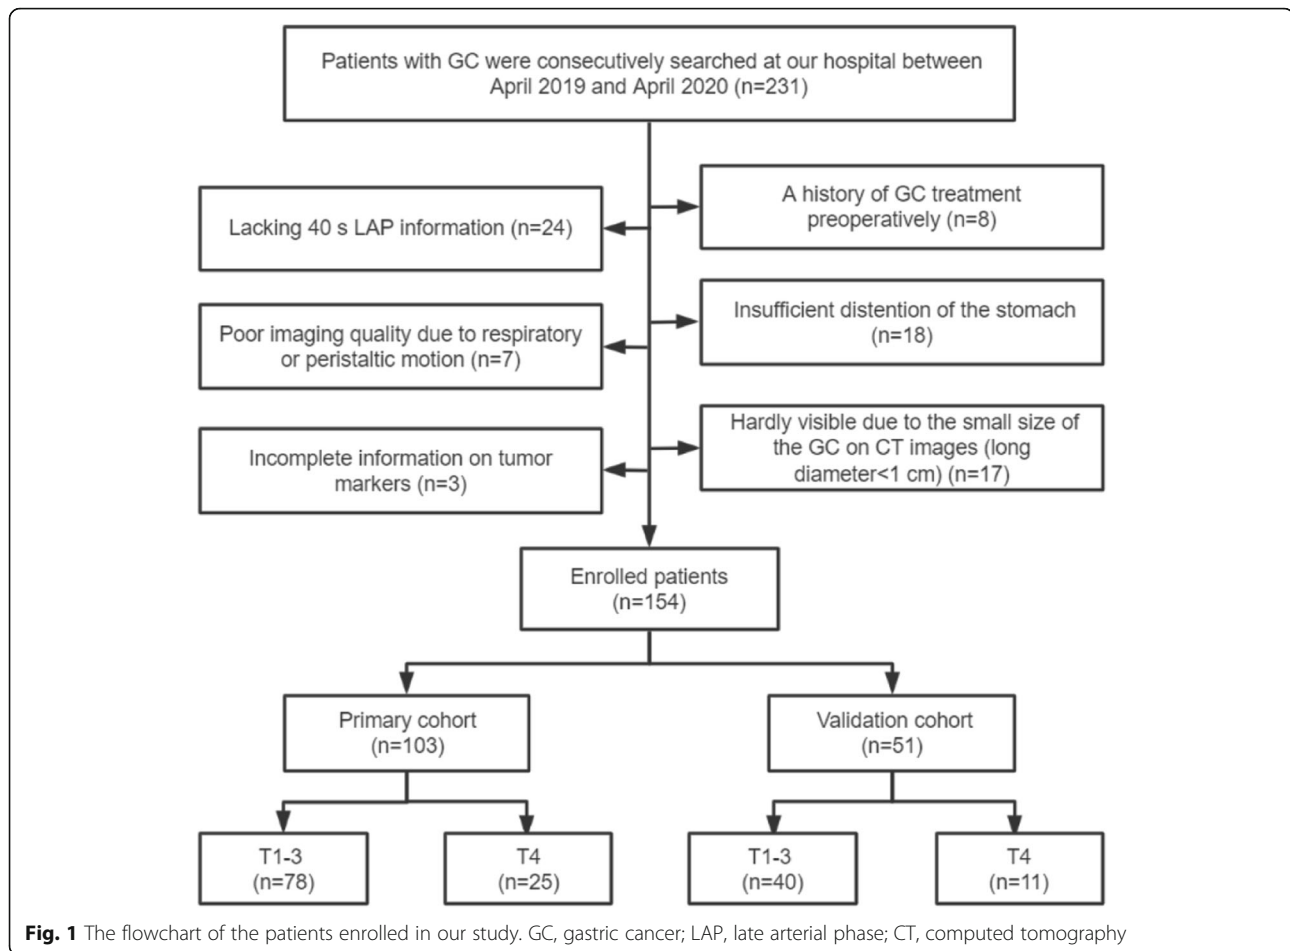 Patients with GC were consecutively searched at our hospital between
April 2019 and April 2020 (n=231)
A history of GC treatment
preoperatively (n=8)
Lacking 40 s LAP information (n=24)
Insufficient distention of the stomach
(n=18)
Poor imaging quality due to respiratory
or peristaltic motion (n=7)
Hardly visible due to the small size of
the GC on CT images (long
diameter<1 cm) (n=17)
Incomplete information on tumor
markers (n=3)
Enrolled patients
(n=154)
Primary cohort
(n=103)
Validation cohort
(n=51)
T1-3
(n=78)
T4
(n=25)
T1-3
(n=40)
T4
(n=11)
Fig. 1 The flowchart of the patients enrolled in our study. GC, gastric cancer; LAP, late arterial phase; CT, computed tomography